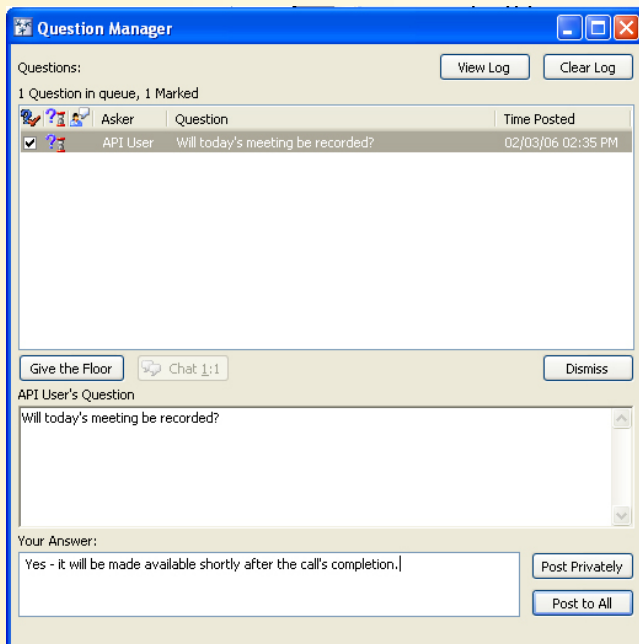 Question Manager
Questions:
View Log
Clear Log
1 Question in queue, 1 Marked
Asker
Question
Time Posted
API User
Will today's meeting be recorded?
02/03/06 02:35 PM
Give the Floor
Chat 1:1
Dismiss
API User's Question
Will today's meeting be recorded?
Your Answer:
Yes - it will be made available shortly after the call's completion.
Post Privately
Post to All